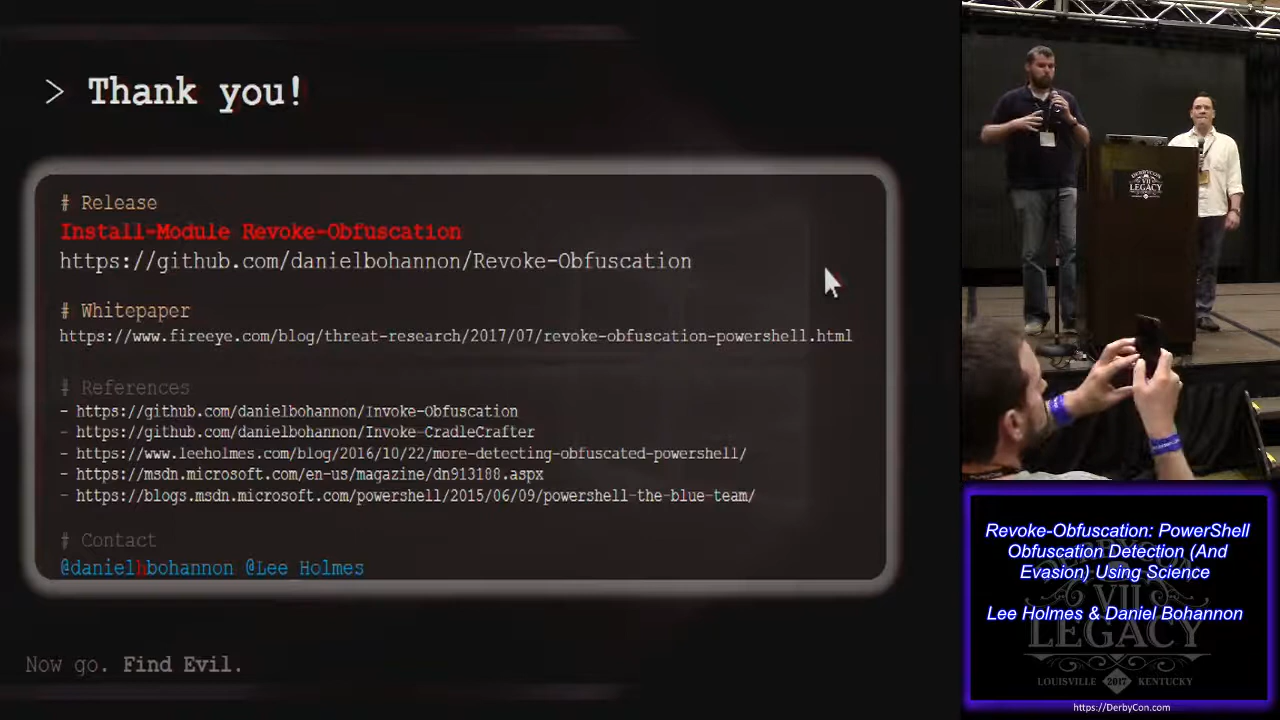 > Thank you!
# Release
Install-Module Revoke-Obfuscation
https://github.com/danielbohannon/Revoke-Obfuscation
# Whitepaper
https://www.fireeye.com/blog/threat-research/2017/07/revoke-obfuscation-powershell.html
# References
- https://github.com/danielbohannon/Invoke-Obfuscation
- https://github.com/danielbohannon/Invoke-CradleCrafter
- https://www.leeholmes.com/blog/2016/10/22/more-detecting-obfuscated-powershell/
- https://msdn.microsoft.com/en-us/magazine/dn913188.aspx
- https://blogs.msdn.microsoft.com/powershell/2015/06/09/powershell-the-blue-team/
# Contact
@danielhbohannon @Lee_Holmes
Now go. Find Evil.
DERBYCON
VII
LEGACY
Revoke-Obfuscation: PowerShell
Obfuscation Detection (And
Evasion) Using Science
Lee Holmes & Daniel Bohannon
DERBYCON
VII
LEGACY
LOUISVILLE 2017 KENTUCKY
https://DerbyCon.com